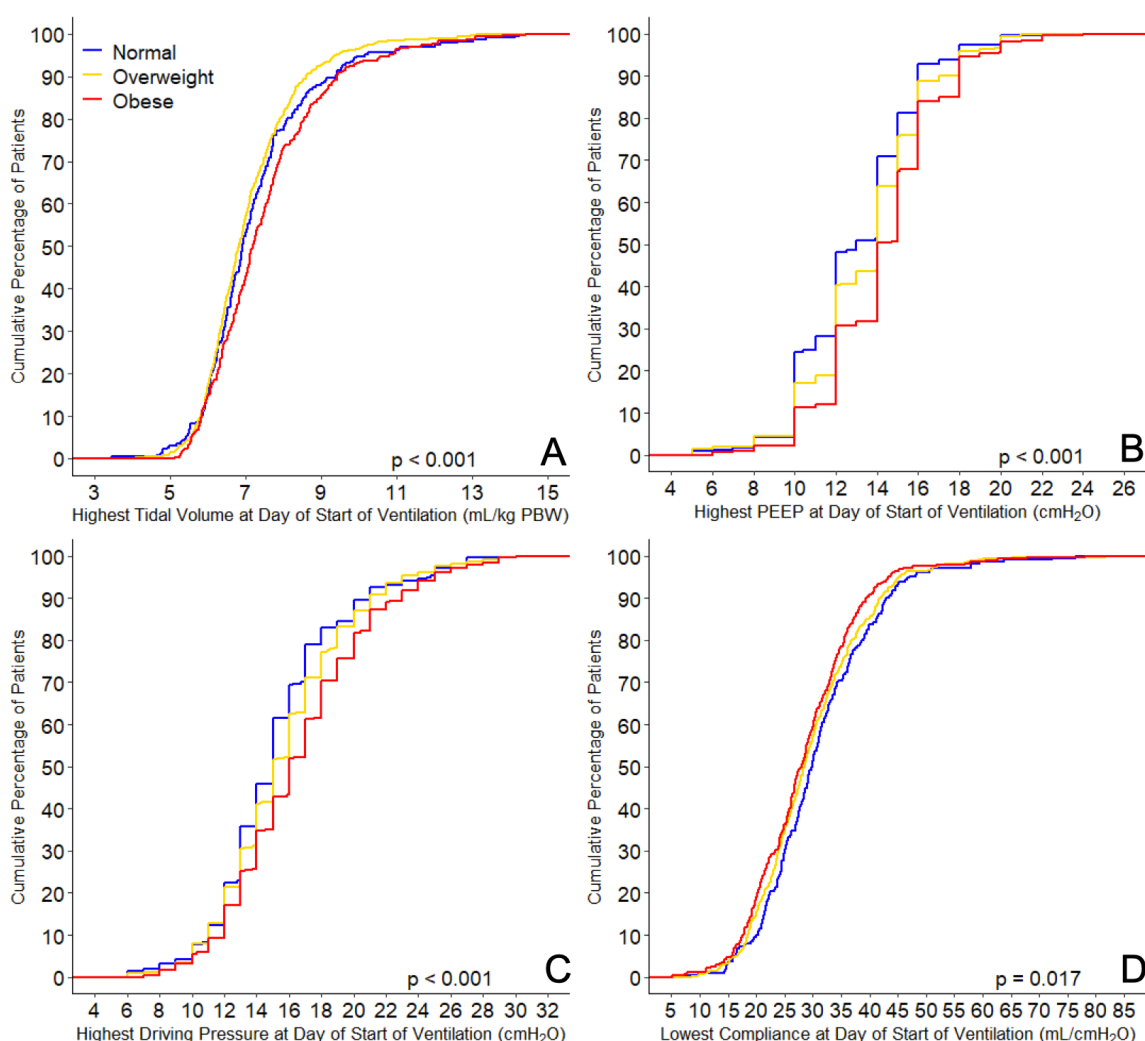 100
90
80
70
60
50
40
30
20
10
0
Cumulative Percentage of Patients
Normal
Overweight
Obese
p < 0.001
A
3 5 7 9 11 13 15
Highest Tidal Volume at Day of Start of Ventilation (mL/kg PBW)
100
90
80
70
60
50
40
30
20
10
0
Cumulative Percentage of Patients
p < 0.001
B
4 6 8 10 12 14 16 18 20 22 24 26
Highest PEEP at Day of Start of Ventilation (cmH₂O)
100
90
80
70
60
50
40
30
20
10
0
Cumulative Percentage of Patients
p < 0.001
C
4 6 8 10 12 14 16 18 20 22 24 26 28 30 32
Highest Driving Pressure at Day of Start of Ventilation (cmH₂O)
100
90
80
70
60
50
40
30
20
10
0
Cumulative Percentage of Patients
p = 0.017
D
5 10 15 20 25 30 35 40 45 50 55 60 65 70 75 80 85
Lowest Compliance at Day of Start of Ventilation (mL/cmH₂O)